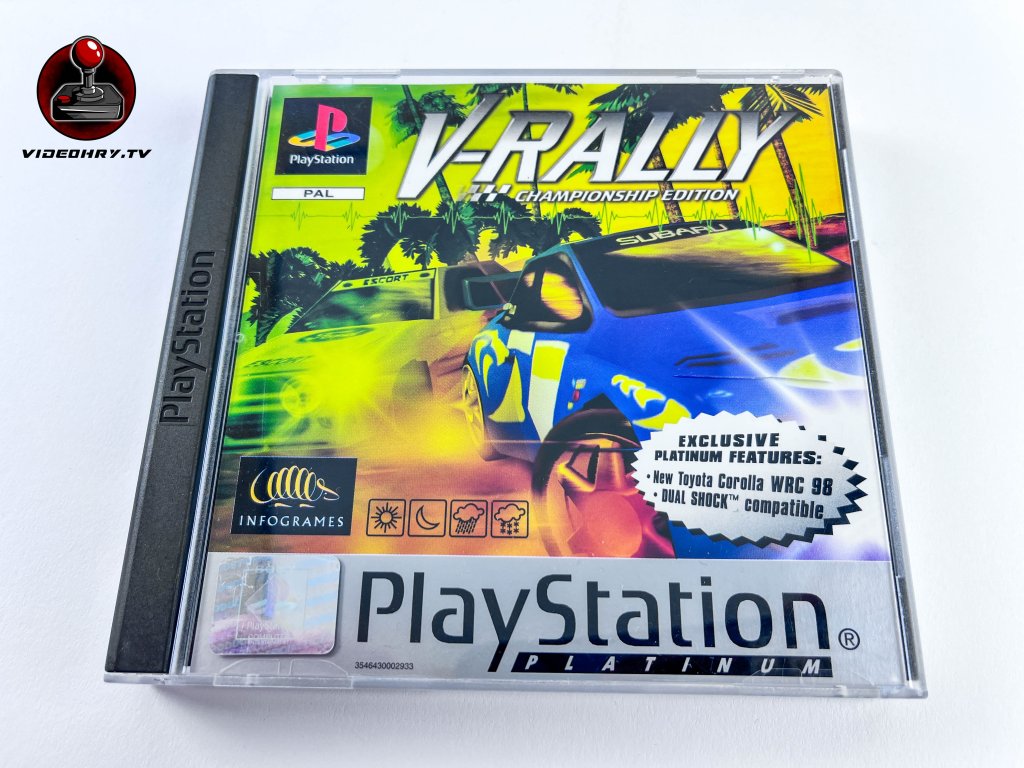 VIDEOHRY.TV
PlayStation
PlayStation
PAL
V-RALLY
CHAMPIONSHIP EDITION
SUBARU
ESCORT
EXCLUSIVE
PLATINUM FEATURES:
• New Toyota Corolla WRC 98
• DUAL SHOCK™ compatible
INFOGRAMES
PlayStation®
PLATINUM
3546430002933